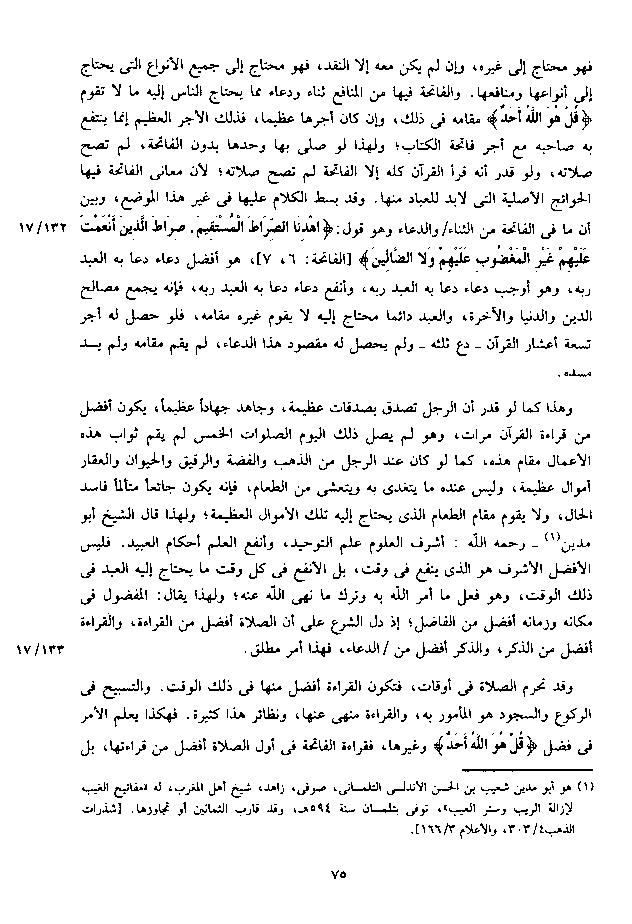 فهو محتاج إلى غيره، وإن لم يكن معه إلا النقد، فهو محتاج إلى جميع الأنواع التى يحتاج
إلى أنواعها ومنافعها. والفاتحة فيها من المنافع ثناء ودعاء مما يحتاج الناس إليه ما لا تقوم
﴿قُلْ هُوَ اللَّهُ أَحَدٌ﴾ مقامه فى ذلك، وإن كان أجرها عظيما، فذلك الأجر العظيم إنما ينتفع
به صاحبه مع أجر فاتحة الكتاب؛ ولهذا لو صلى بها وحدها بدون الفاتحة، لم تصح
صلاته، ولو قدر أنه قرأ القرآن كله إلا الفاتحة لم تصح صلاته؛ لأن معانى الفاتحة فيها
الحوائج الأصلية التى لابد للعباد منها. وقد بسط الكلام عليها فى غير هذا الموضع، وبين
أن ما فى الفاتحة من الثناء/ والدعاء وهو قول: ﴿اهْدِنَا الصِّرَاطَ الْمُسْتَقِيمَ. صِرَاطَ الَّذِينَ أَنْعَمْتَ ١٧/١٣٢
عَلَيْهِمْ غَيْرِ الْمَغْضُوبِ عَلَيْهِمْ وَلا الضَّالِّينَ﴾ [الفاتحة: ٦، ٧]، هو أفضل دعاء دعا به العبد
ربه، وهو أوجب دعاء دعا به العبد ربه، وأنفع دعاء دعا به العبد ربه، فإنه يجمع مصالح
الدين والدنيا والآخرة، والعبد دائما محتاج إليه لا يقوم غيره مقامه، فلو حصل له أجر
تسعة أعشار القرآن ـ دع ثلثه ـ ولم يحصل له مقصود هذا الدعاء، لم يقم مقامه ولم يسد
مسده.
وهذا كما لو قدر أن الرجل تصدق بصدقات عظيمة، وجاهد جهاداً عظيماً، يكون أفضل
من قراءة القرآن مرات، وهو لم يصل ذلك اليوم الصلوات الخمس لم يقم ثواب هذه
الأعمال مقام هذه، كما لو كان عند الرجل من الذهب والفضة والرقيق والحيوان والعقار
أموال عظيمة، وليس عنده ما يتغدى به ويتعشى من الطعام، فإنه يكون جائعاً متألماً فاسد
الحال، ولا يقوم مقام الطعام الذى يحتاج إليه تلك الأموال العظيمة؛ ولهذا قال الشيخ أبو
مدين(١) ـ رحمه الله : أشرف العلوم علم التوحيد، وأنفع العلم أحكام العبيد. فليس
الأفضل الأشرف هو الذى ينفع فى وقت، بل الأنفع فى كل وقت ما يحتاج إليه العبد فى
ذلك الوقت، وهو فعل ما أمر الله به وترك ما نهى الله عنه؛ ولهذا يقال: المفضول فى
مكانه وزمانه أفضل من الفاضل؛ إذ دل الشرع على أن الصلاة أفضل من القراءة، والقراءة
أفضل من الذكر، والذكر أفضل من / الدعاء، فهذا أمر مطلق. ١٧/١٣٣
وقد تحرم الصلاة فى أوقات، فتكون القراءة أفضل منها فى ذلك الوقت. والتسبيح فى
الركوع والسجود هو المأمور به، والقراءة منهى عنها، ونظائر هذا كثيرة. فهكذا يعلم الأمر
فى فضل ﴿قُلْ هُوَ اللَّهُ أَحَدٌ﴾ وغيرها، فقراءة الفاتحة فى أول الصلاة أفضل من قراءتها، بل
(١) هو أبو مدين شعيب بن الحسن الأندلسى التلمسانى، صوفى، زاهد، شيخ أهل المغرب، له «مفاتيح الغيب
لإزالة الريب وستر العيب»، توفى بتلمسان سنة ٥٩٤هـ، وقد قارب الثمانين أو تجاوزها. [شذرات
الذهب٤/ ٣٠٣، والأعلام ٣/ ١٦٦].
٧٥